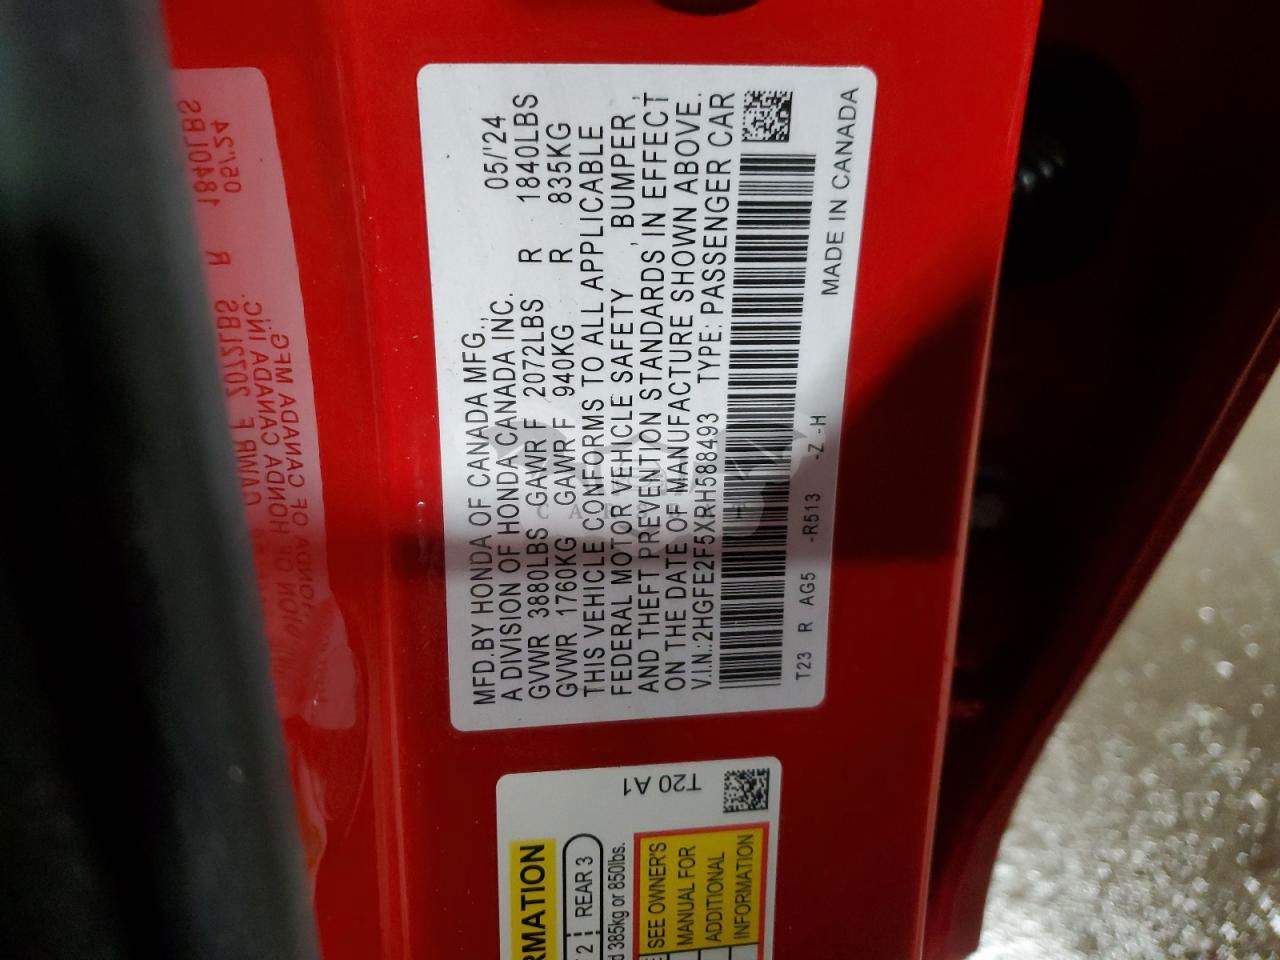 MFD. BY HONDA OF CANADA MFG.,
A DIVISION OF HONDA CANADA INC. 05/'24
GVWR 3880LBS GAWR F 2072LBS R 1840LBS
GVWR 1760KG GAWR F 940KG R 835KG
THIS VEHICLE CONFORMS TO ALL APPLICABLE
FEDERAL MOTOR VEHICLE SAFETY, BUMPER,
AND THEFT PREVENTION STANDARDS IN EFFECT
ON THE DATE OF MANUFACTURE SHOWN ABOVE.
V.I.N.:2HGFE2F5XRH588493 TYPE: PASSENGER CAR
T23 R AG5 -R513 -Z -H MADE IN CANADA
T20 A1
RMATION
2 REAR 3
385kg or 850lbs.
SEE OWNER'S
MANUAL FOR
ADDITIONAL
INFORMATION